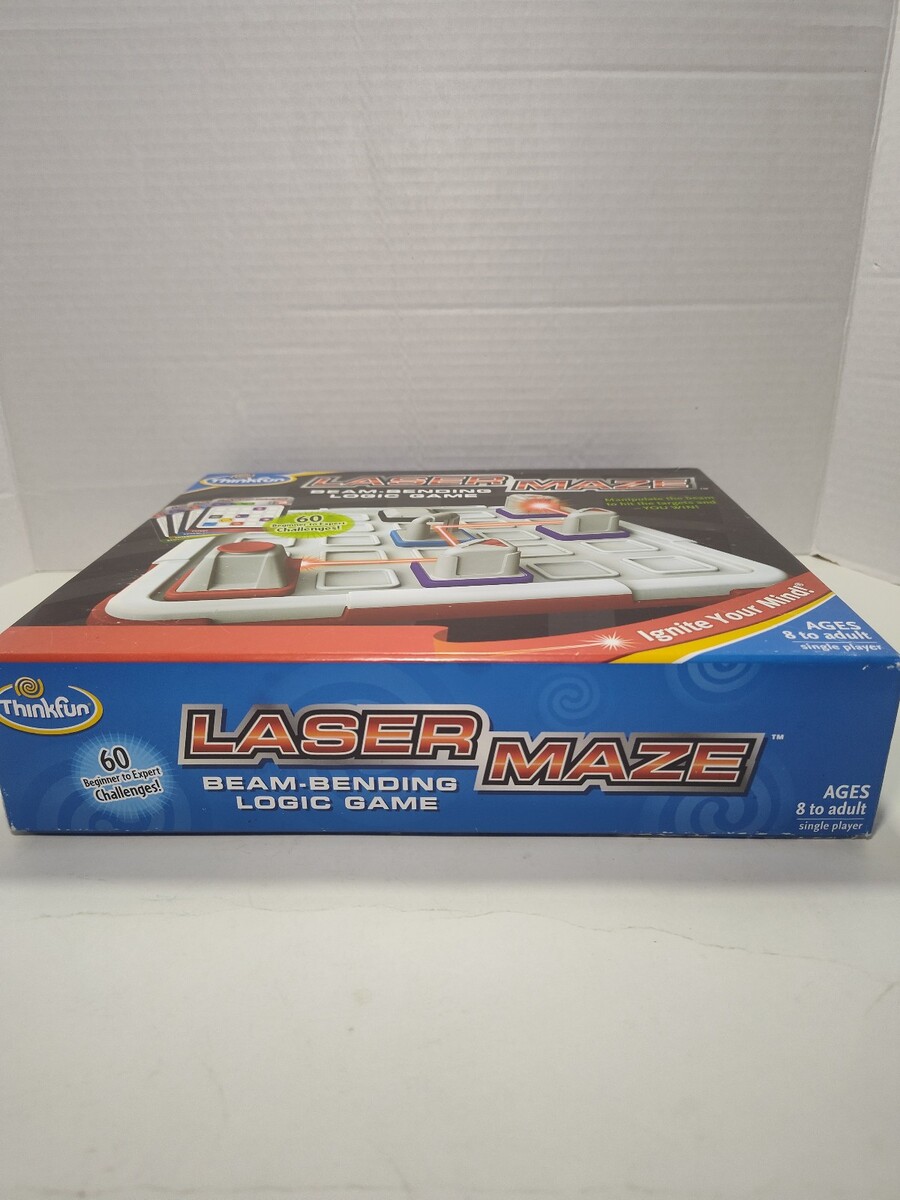 Thinkfun
LASER MAZE™
BEAM-BENDING
LOGIC GAME
60
Beginner to Expert
Challenges!
Manipulate the beam
to hit the targets and
- YOU WIN!
Ignite Your Mind!®
AGES
8 to adult
single player
Thinkfun®
60
Beginner to Expert
Challenges!
LASER MAZE™
BEAM-BENDING
LOGIC GAME
AGES
8 to adult
single player